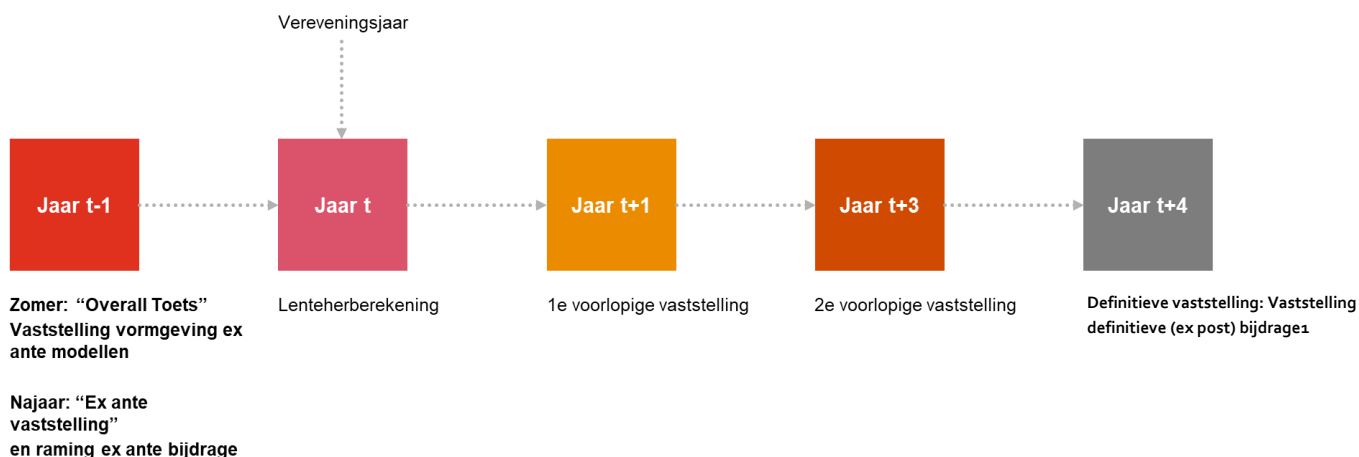 Vereveningsjaar
Jaar t-1
Jaar t
Jaar t+1
Jaar t+3
Jaar t+4
Zomer: “Overall Toets”
Vaststelling vormgeving ex
ante modellen
Najaar: “Ex ante
vaststelling”
en raming ex ante bijdrage
Lenteherberekening
1e voorlopige vaststelling
2e voorlopige vaststelling
Definitieve vaststelling: Vaststelling
definitieve (ex post) bijdrage1